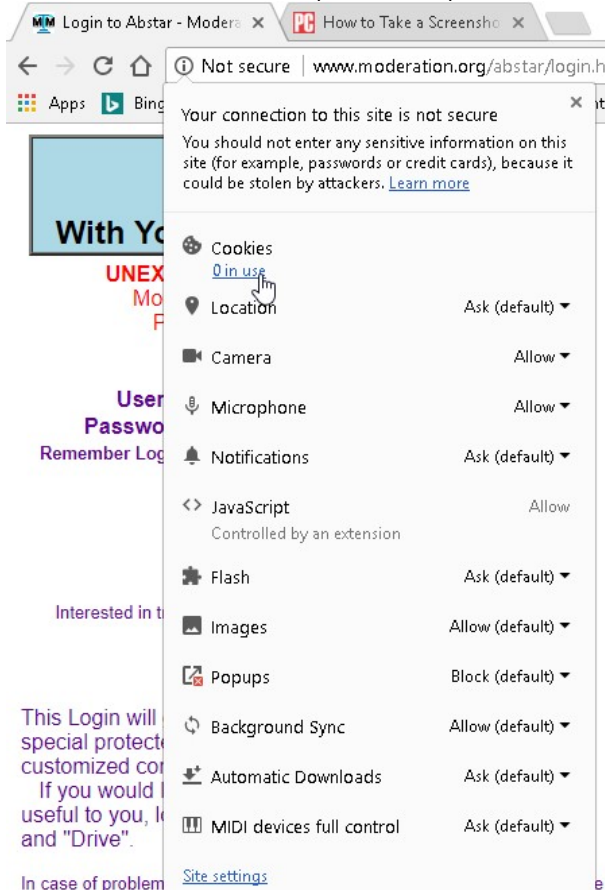 Login to Abstar - Modera
How to Take a Screensho
Not secure | www.moderation.org/abstar/login.h
Apps Bing
Your connection to this site is not secure
You should not enter any sensitive information on this
site (for example, passwords or credit cards), because it
could be stolen by attackers. Learn more
With Yo
UNEX
Mo
P
Cookies
0 in use
Location Ask (default)
Camera Allow
User
Microphone Allow
Passwo
Remember Log
Notifications Ask (default)
JavaScript Allow
Controlled by an extension
Flash Ask (default)
Interested in t
Images Allow (default)
Popups Block (default)
This Login will
special protecte
Background Sync Allow (default)
customized cor
If you would l
Automatic Downloads Ask (default)
useful to you, l
and "Drive".
MIDI devices full control Ask (default)
Site settings
In case of problem